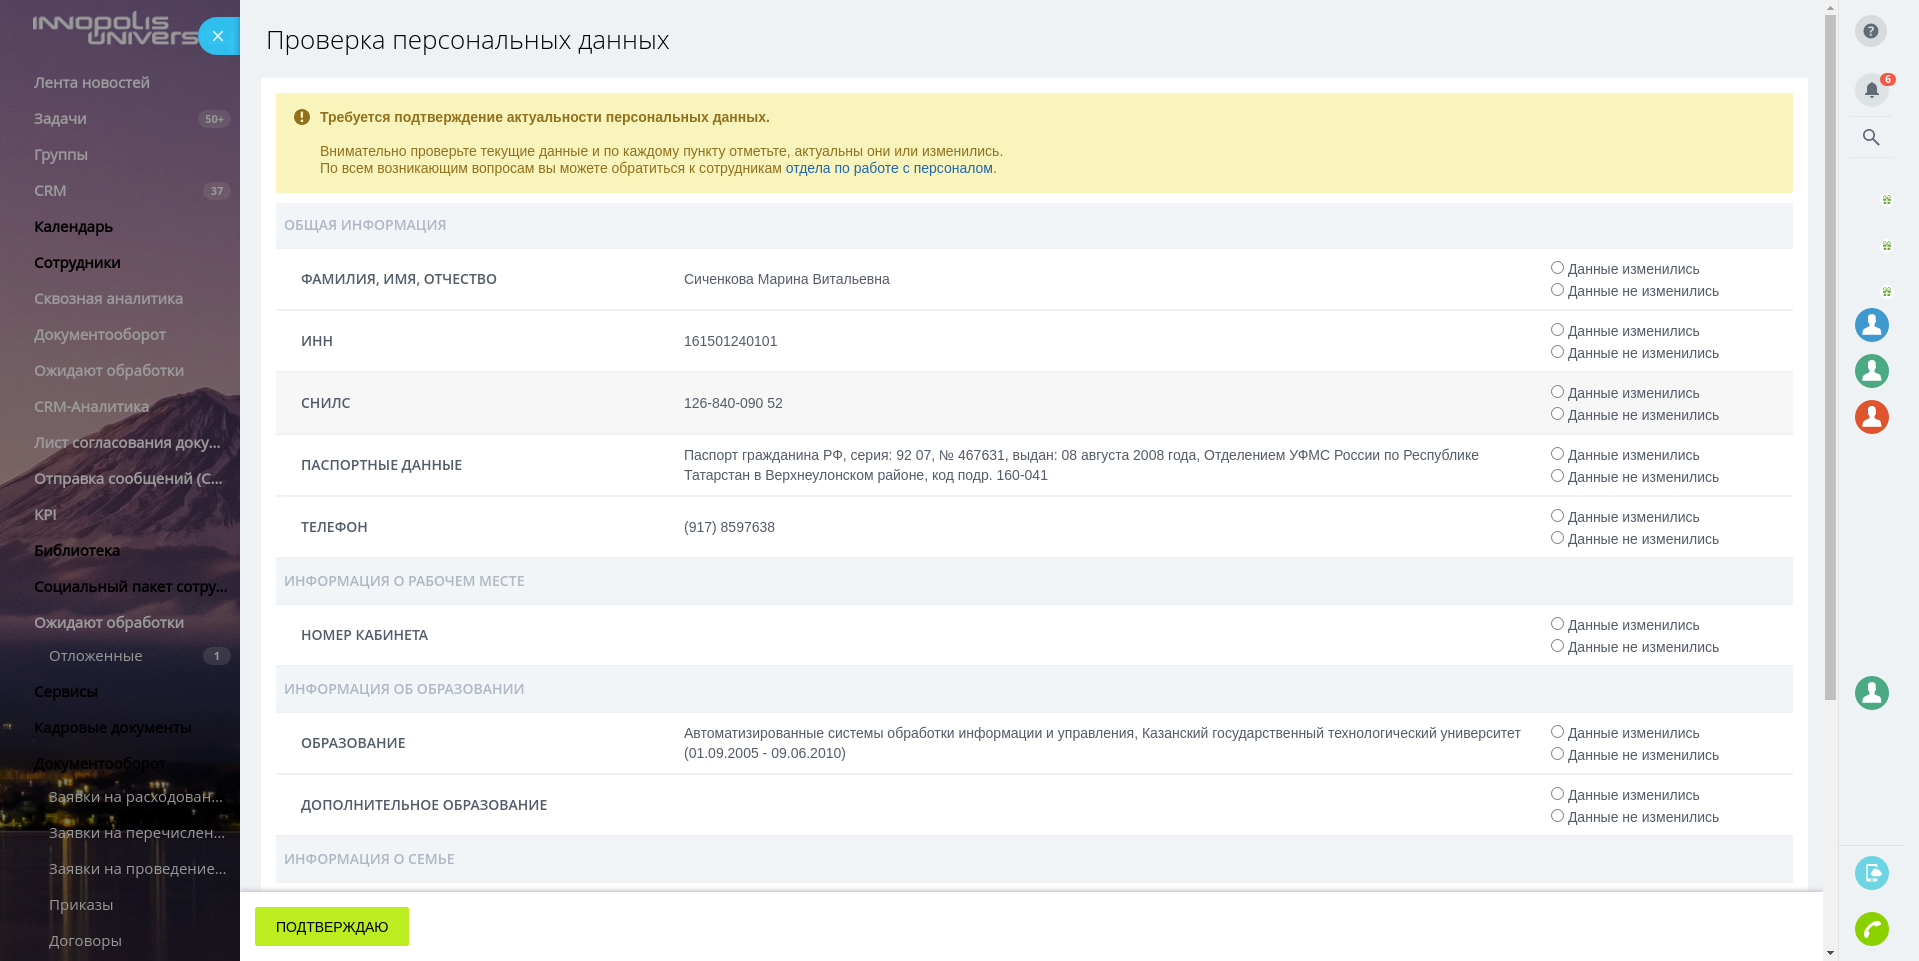 INNOPOLIS
UNIVERS
Лента новостей
Задачи 50+
Группы
CRM 37
Календарь
Сотрудники
Сквозная аналитика
Документооборот
Ожидают обработки
CRM-Аналитика
Лист согласования доку...
Отправка сообщений (С...
KPI
Библиотека
Социальный пакет сотру...
Ожидают обработки
Отложенные 1
Сервисы
Кадровые документы
Документооборот
Заявки на расходован...
Заявки на перечислен...
Заявки на проведение...
Приказы
Договоры
Проверка персональных данных
Требуется подтверждение актуальности персональных данных.
Внимательно проверьте текущие данные и по каждому пункту отметьте, актуальны они или изменились.
По всем возникающим вопросам вы можете обратиться к сотрудникам отдела по работе с персоналом.
ОБЩАЯ ИНФОРМАЦИЯ
ФАМИЛИЯ, ИМЯ, ОТЧЕСТВО
Сиченкова Марина Витальевна
Данные изменились
Данные не изменились
ИНН
161501240101
Данные изменились
Данные не изменились
СНИЛС
126-840-090 52
Данные изменились
Данные не изменились
ПАСПОРТНЫЕ ДАННЫЕ
Паспорт гражданина РФ, серия: 92 07, № 467631, выдан: 08 августа 2008 года, Отделением УФМС России по Республике
Татарстан в Верхнеулонском районе, код подр. 160-041
Данные изменились
Данные не изменились
ТЕЛЕФОН
(917) 8597638
Данные изменились
Данные не изменились
ИНФОРМАЦИЯ О РАБОЧЕМ МЕСТЕ
НОМЕР КАБИНЕТА
Данные изменились
Данные не изменились
ИНФОРМАЦИЯ ОБ ОБРАЗОВАНИИ
ОБРАЗОВАНИЕ
Автоматизированные системы обработки информации и управления, Казанский государственный технологический университет
(01.09.2005 - 09.06.2010)
Данные изменились
Данные не изменились
ДОПОЛНИТЕЛЬНОЕ ОБРАЗОВАНИЕ
Данные изменились
Данные не изменились
ИНФОРМАЦИЯ О СЕМЬЕ
ПОДТВЕРЖДАЮ
6